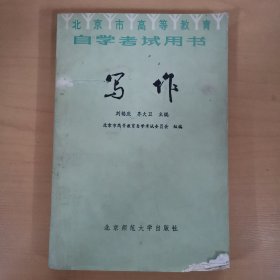 北京市高等教育
自学考试用书
写作
刘锡庆 李大卫 主编
北京市高等教育自学考试委员会 组编
北京师范大学出版社